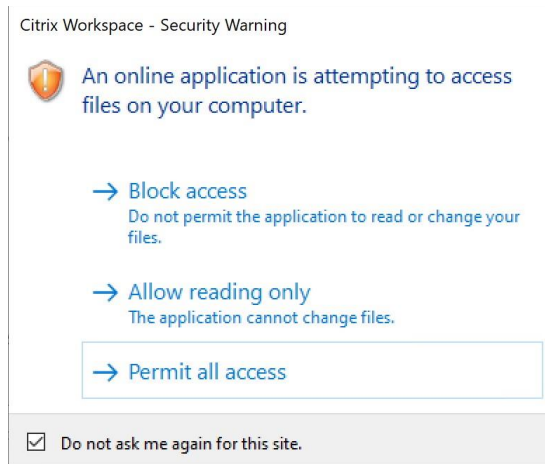 Citrix Workspace - Security Warning
An online application is attempting to access
files on your computer.
Block access
Do not permit the application to read or change your
files.
Allow reading only
The application cannot change files.
Permit all access
Do not ask me again for this site.